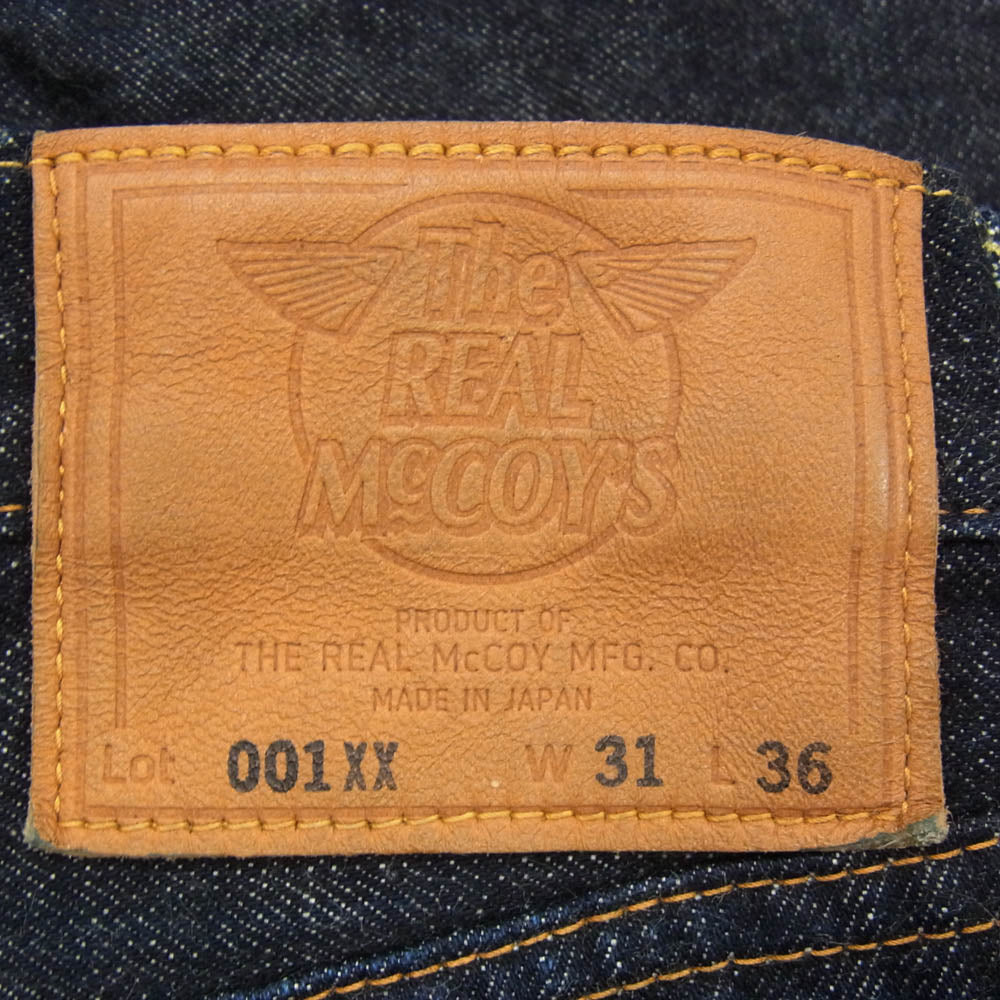 The
REAL
McCOY'S
PRODUCT OF
THE REAL McCOY MFG. CO.
MADE IN JAPAN
Lot 001XX W 31 L 36